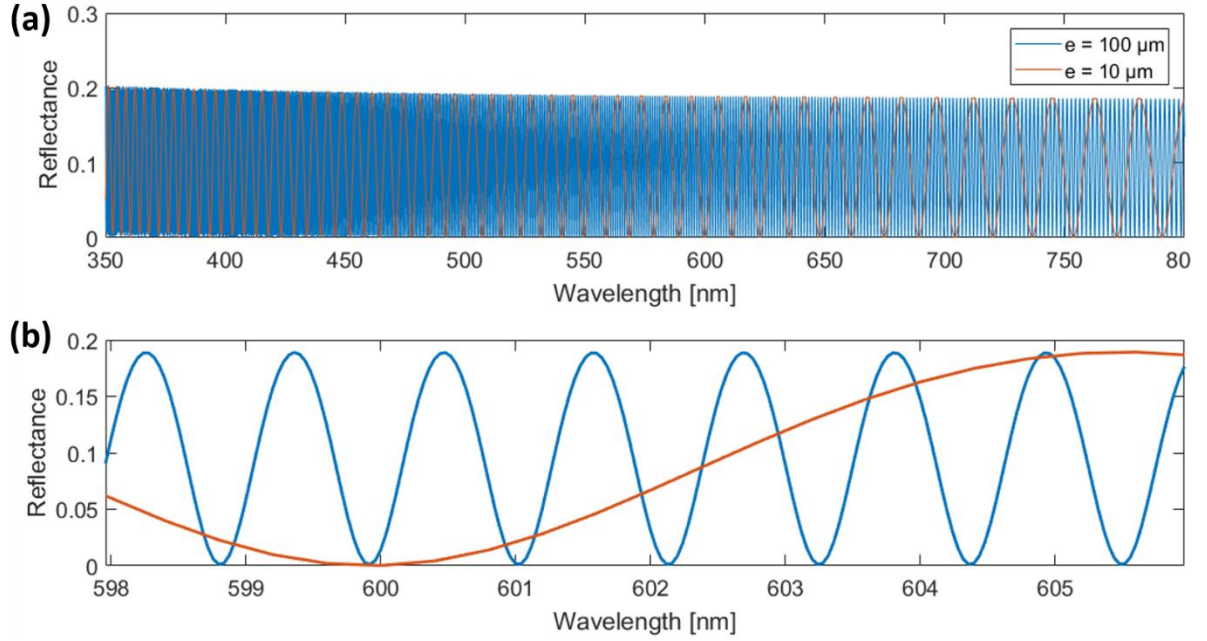 (a)
0.3
0.2
0.1
0
Reflectance
e = 100 µm
e = 10 µm
350 400 450 500 550 600 650 700 750 80
Wavelength [nm]
(b)
0.2
0.15
0.1
0.05
0
Reflectance
598 599 600 601 602 603 604 605
Wavelength [nm]